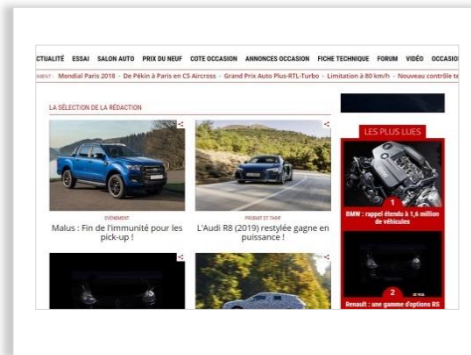 CTUALITÉ ESSAI SALON AUTO PRIX DU NEUF COTE OCCASION ANNONCES OCCASION FICHE TECHNIQUE FORUM VIDÉO OCCASIO
Mondial Paris 2018 - De Pékin à Paris en C5 Aircross - Grand Prix Auto Plus-RTL-Turbo - Limitation à 80 km/h - Nouveau contrôle te
LA SÉLECTION DE LA RÉDACTION
ÉVÉNEMENT
Malus : Fin de l'immunité pour les
pick-up !
PRODUIT ET TARIF
L'Audi R8 (2019) restylée gagne en
puissance !
LES PLUS LUES
1
BMW : rappel étendu à 1,6 million
de véhicules
2
Renault : une gamme d'options RS